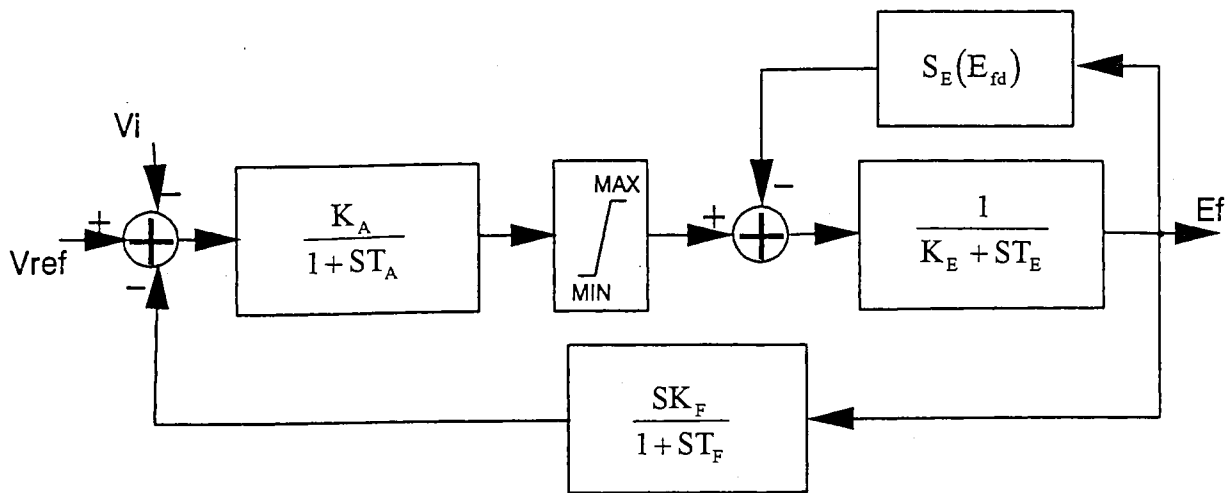 S_E(E_fd)
Vi
−
+
Vref
−
K_A
1 + ST_A
MAX
MIN
+
−
1
K_E + ST_E
Ef
SK_F
1 + ST_F